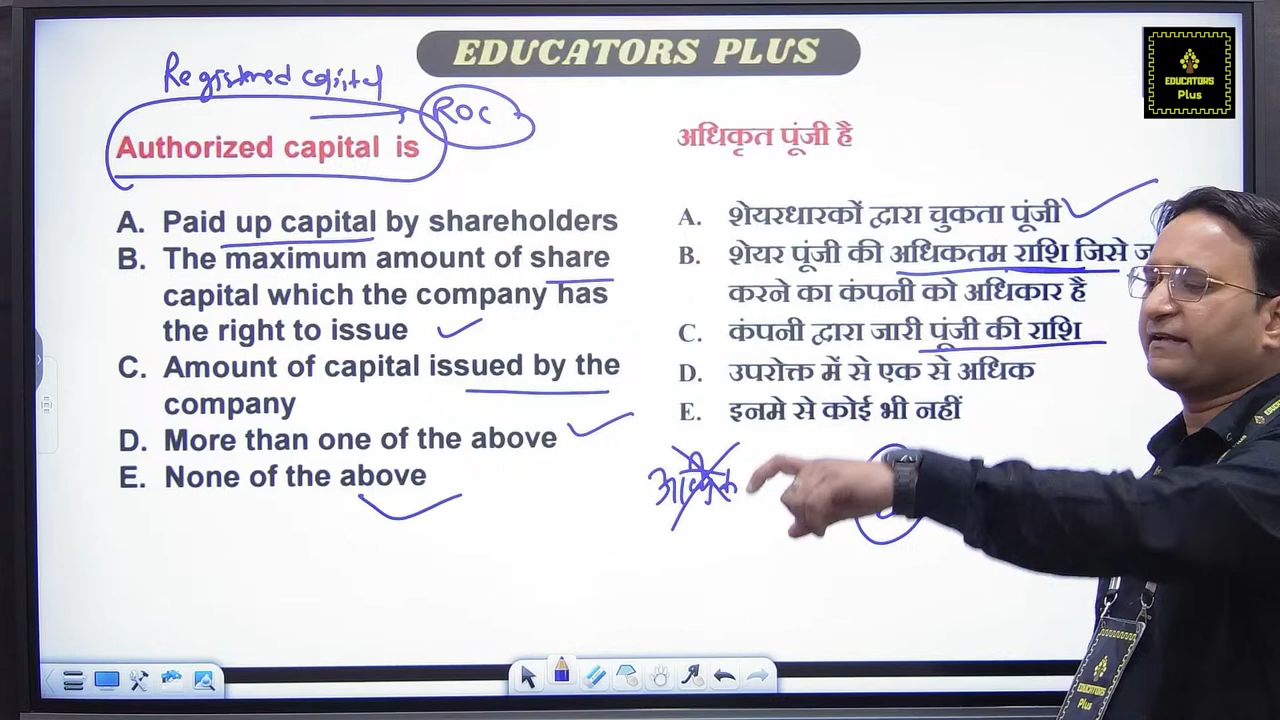 EDUCATORS PLUS
EDUCATORS
Plus
Registered capital
ROC
Authorized capital is
A. Paid up capital by shareholders
B. The maximum amount of share
capital which the company has
the right to issue
C. Amount of capital issued by the
company
D. More than one of the above
E. None of the above
अधिकृत पूंजी है
A. शेयरधारकों द्वारा चुकता पूंजी
B. शेयर पूंजी की अधिकतम राशि जिसे
करने का कंपनी को अधिकार है
C. कंपनी द्वारा जारी पूंजी की राशि
D. उपरोक्त में से एक से अधिक
E. इनमे से कोई भी नहीं
EDUCATORS
Plus